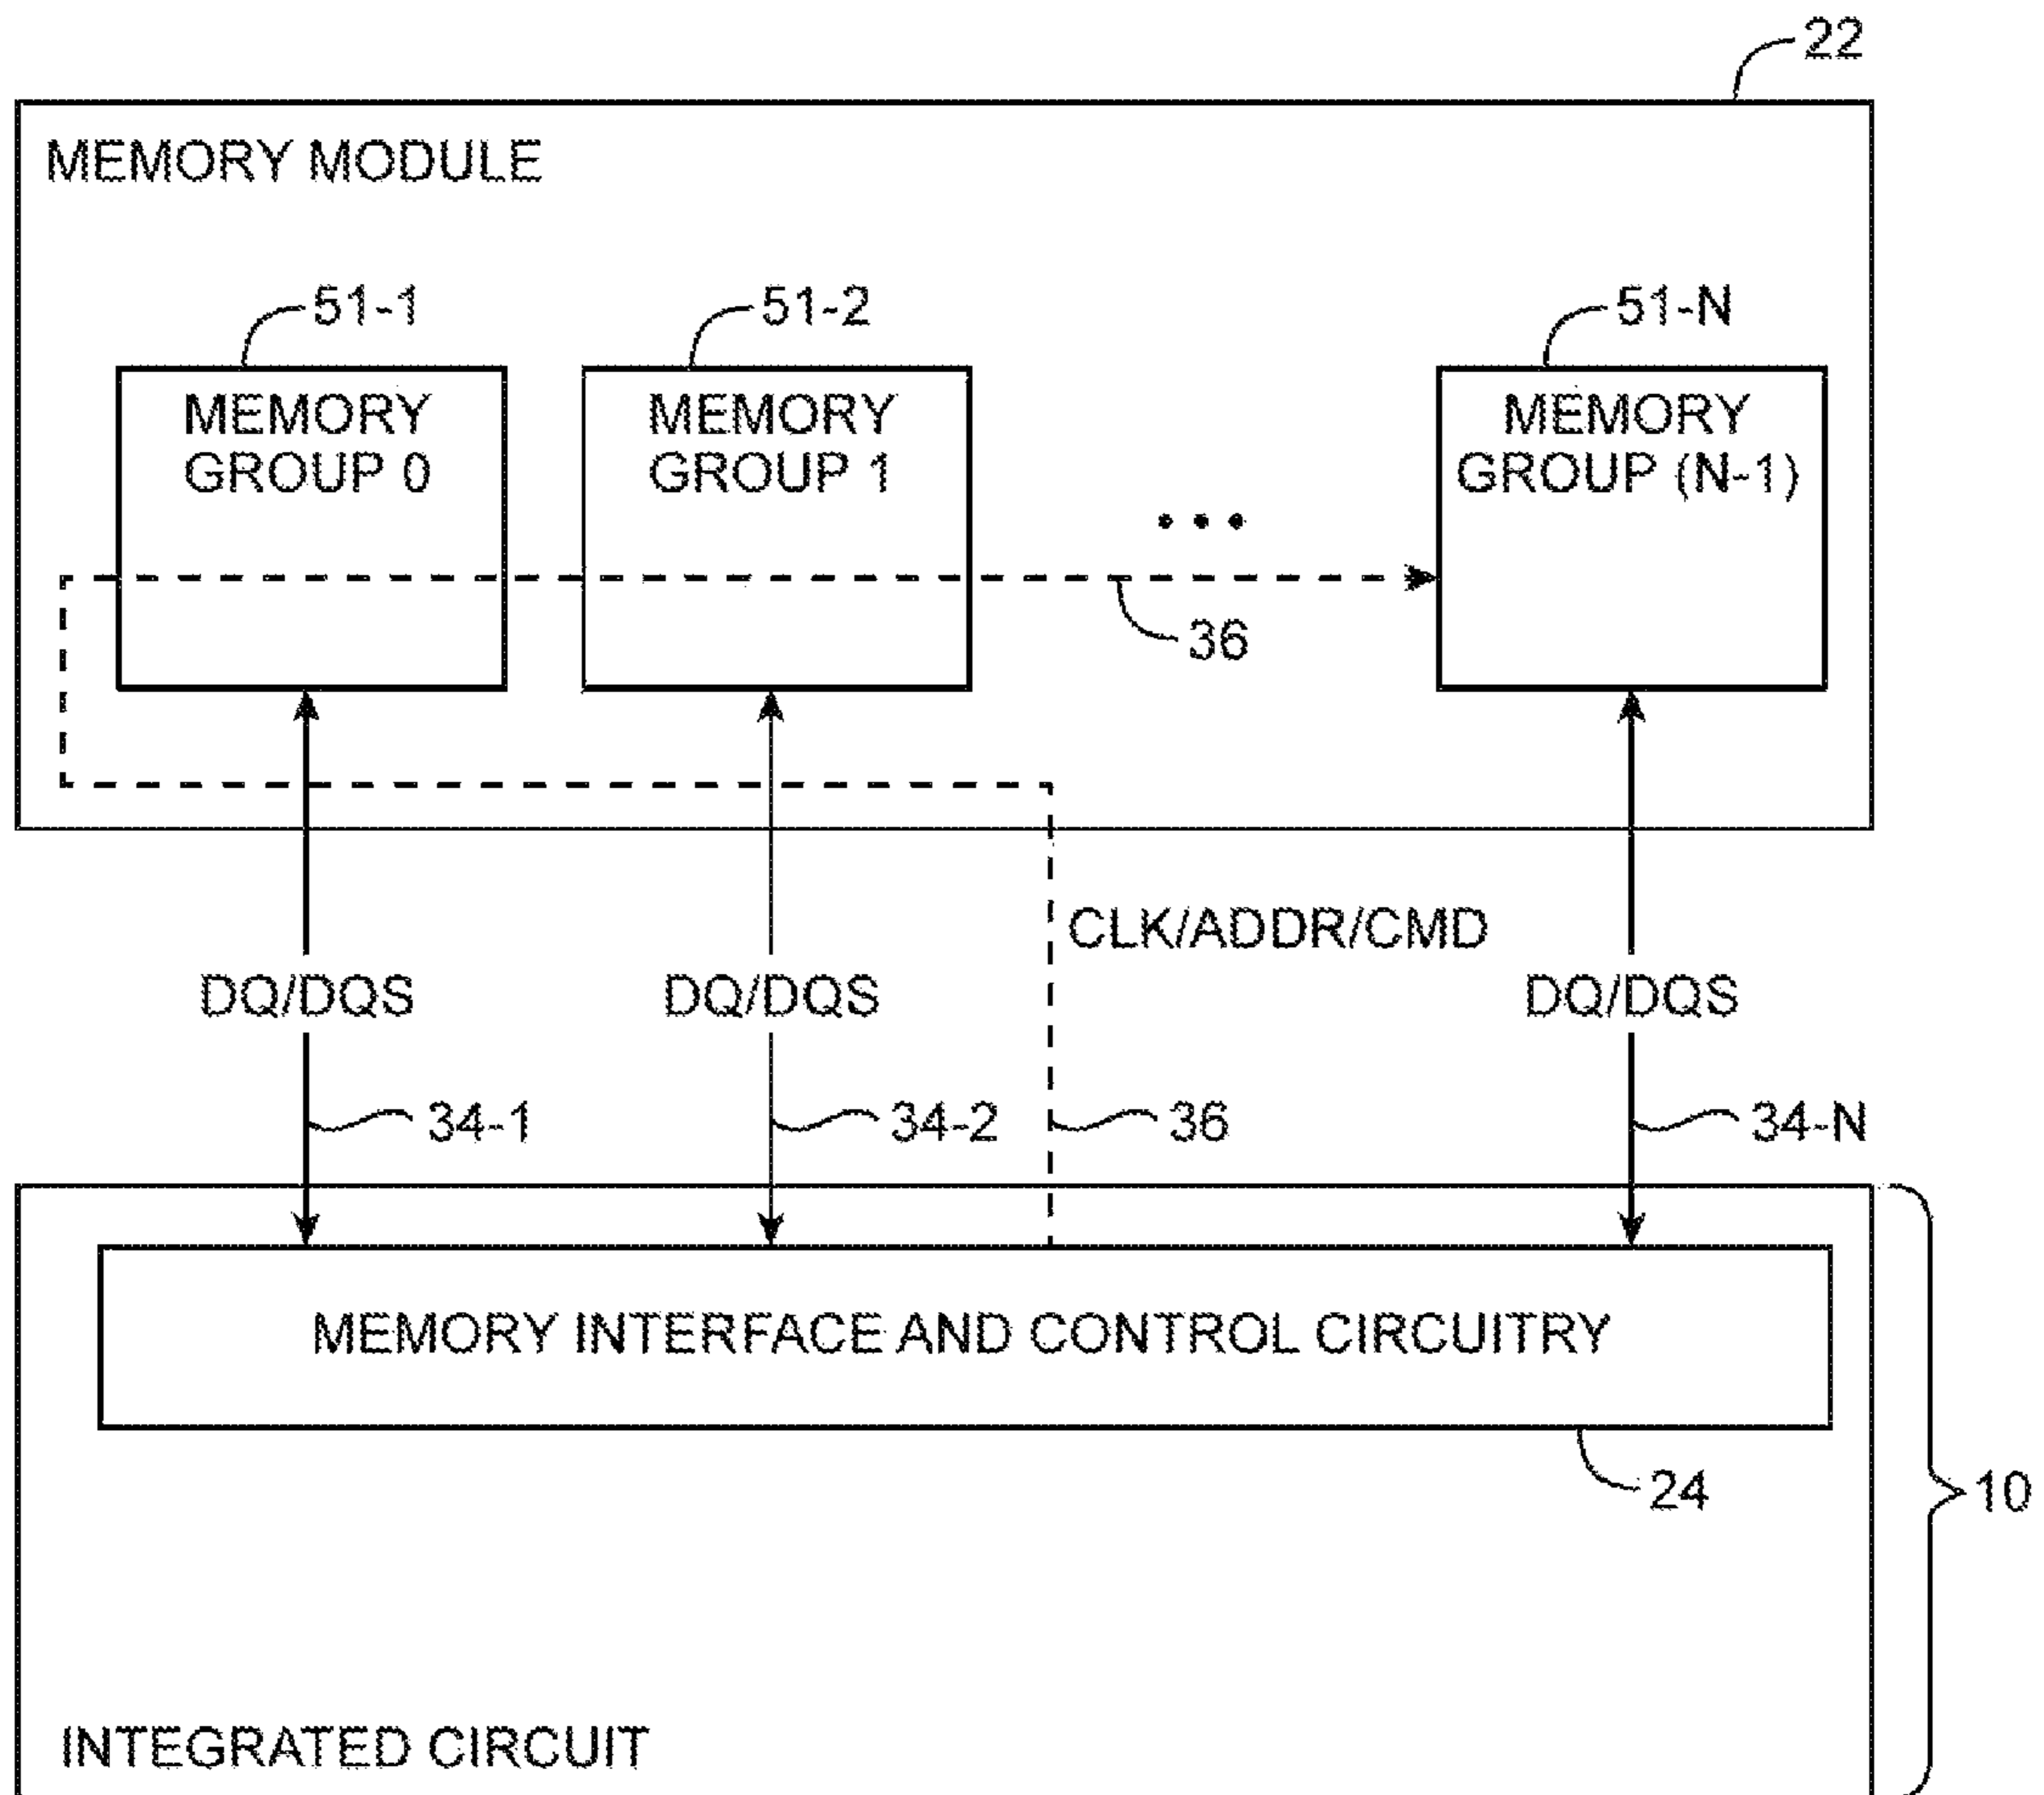 22
MEMORY MODULE
51-1
51-2
51-N
MEMORY
GROUP 0
MEMORY
GROUP 1
MEMORY
GROUP (N-1)
...
36
CLK/ADDR/CMD
DQ/DQS
DQ/DQS
DQ/DQS
34-1
34-2
36
34-N
MEMORY INTERFACE AND CONTROL CIRCUITRY
24
10
INTEGRATED CIRCUIT